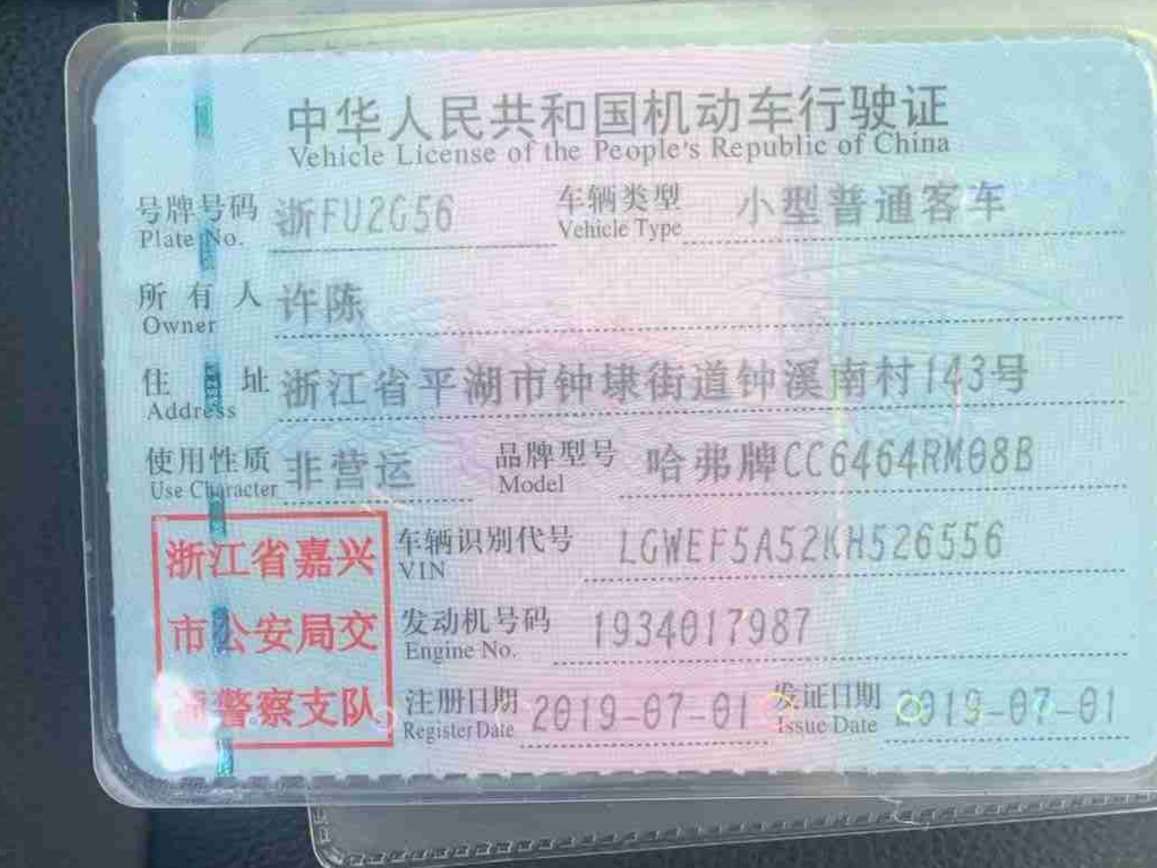 中华人民共和国机动车行驶证
Vehicle License of the People's Republic of China
号牌号码 浙FU2G56 车辆类型 小型普通客车
Plate No. Vehicle Type
所有人 许陈
Owner
住址 浙江省平湖市钟埭街道钟溪南村143号
Address
使用性质 非营运 品牌型号 哈弗牌CC6464RM08B
Use Character Model
浙江省嘉兴 车辆识别代号 LGWEF5A52KH526556
VIN
市公安局交 发动机号码 1934017987
Engine No.
通警察支队 注册日期 2019-07-01 发证日期 2019-07-01
Register Date Issue Date